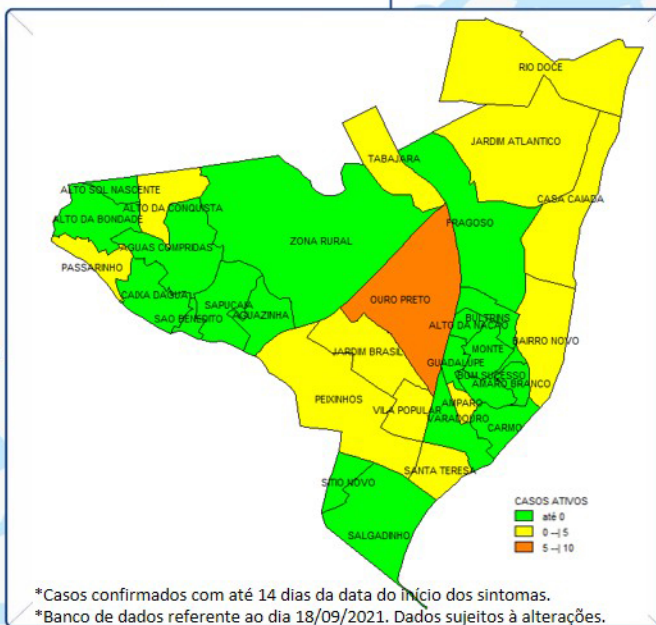 RIO DOCE
JARDIM ATLANTICO
TABAJARA
ALTO SOL NASCENTE
CASA CAIADA
ALTO DA CONQUISTA
ALTO DA BONDADE
FRAGOSO
ZONA RURAL
AGUAS COMPRIDAS
PASSARINHO
CAIXA DAGUA
OURO PRETO
SAPUCAIA
AGUAZINHA
SAO BENEDITO
BULTRINS
ALTO DA NACAO
BAIRRO NOVO
MONTE
JARDIM BRASIL
GUADALUPE
BUM SUCESSO
AMARO BRANCO
PEIXINHOS
AMPARO
VILA POPULAR
VARADOURO
CARMO
SANTA TERESA
SITIO NOVO
SALGADINHO
CASOS ATIVOS
até 0
0 --| 5
5 --| 10
*Casos confirmados com até 14 dias da data do início dos sintomas.
*Banco de dados referente ao dia 18/09/2021. Dados sujeitos à alterações.